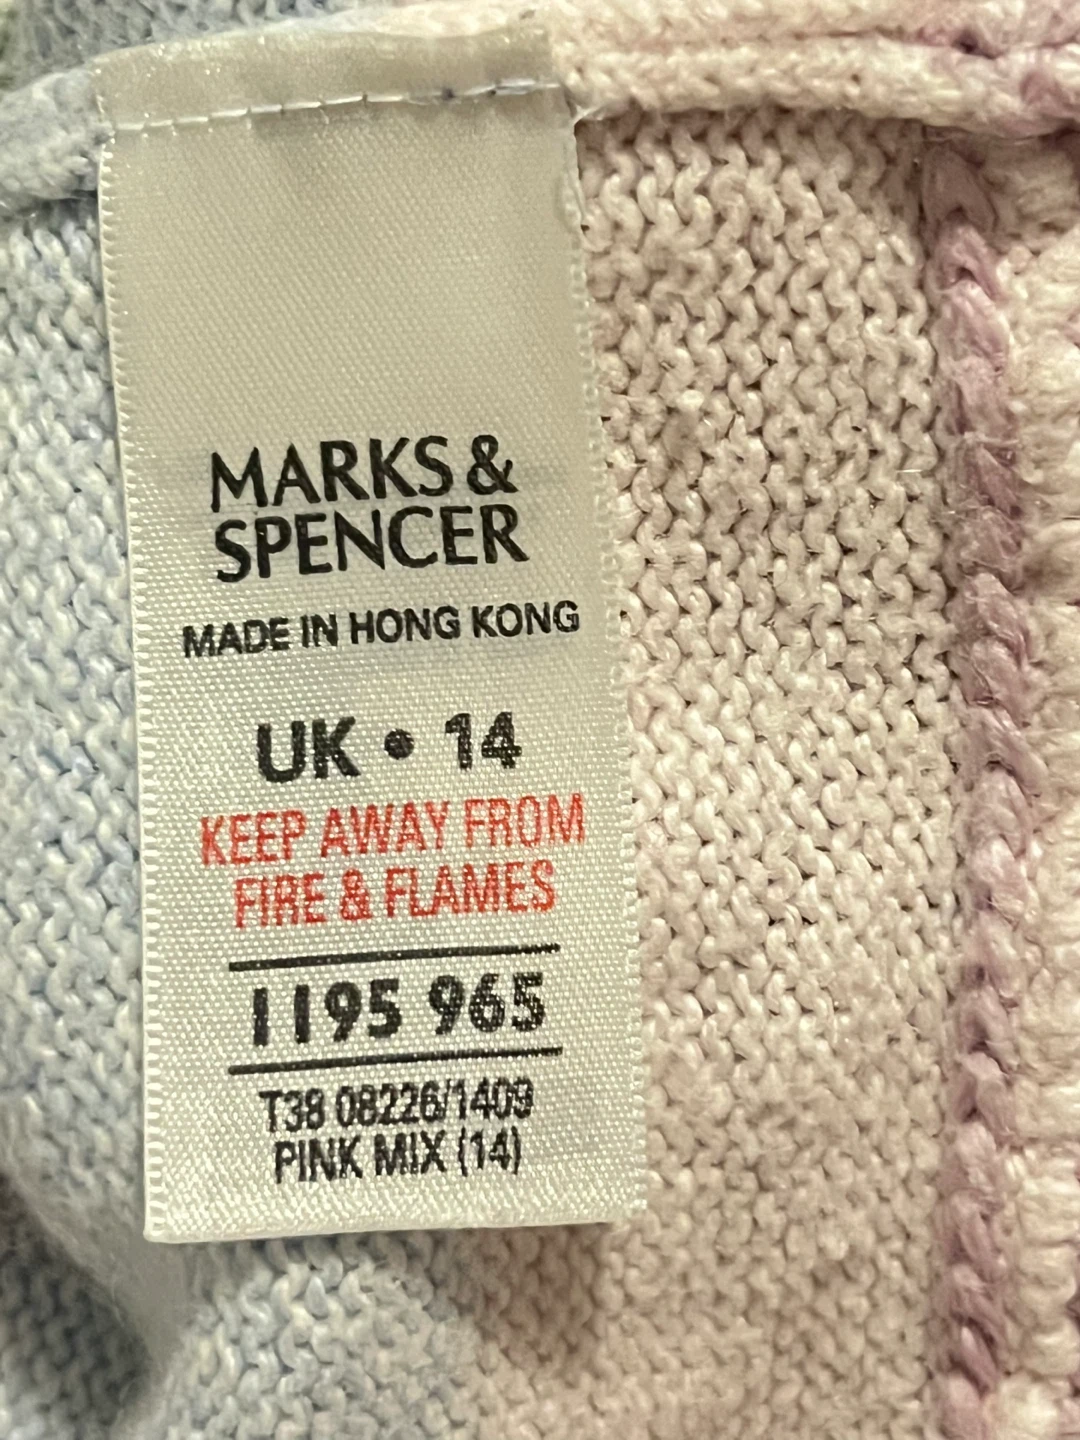 MARKS &
SPENCER
MADE IN HONG KONG
UK • 14
KEEP AWAY FROM
FIRE & FLAMES
1195 965
T38 08226/1409
PINK MIX (14)